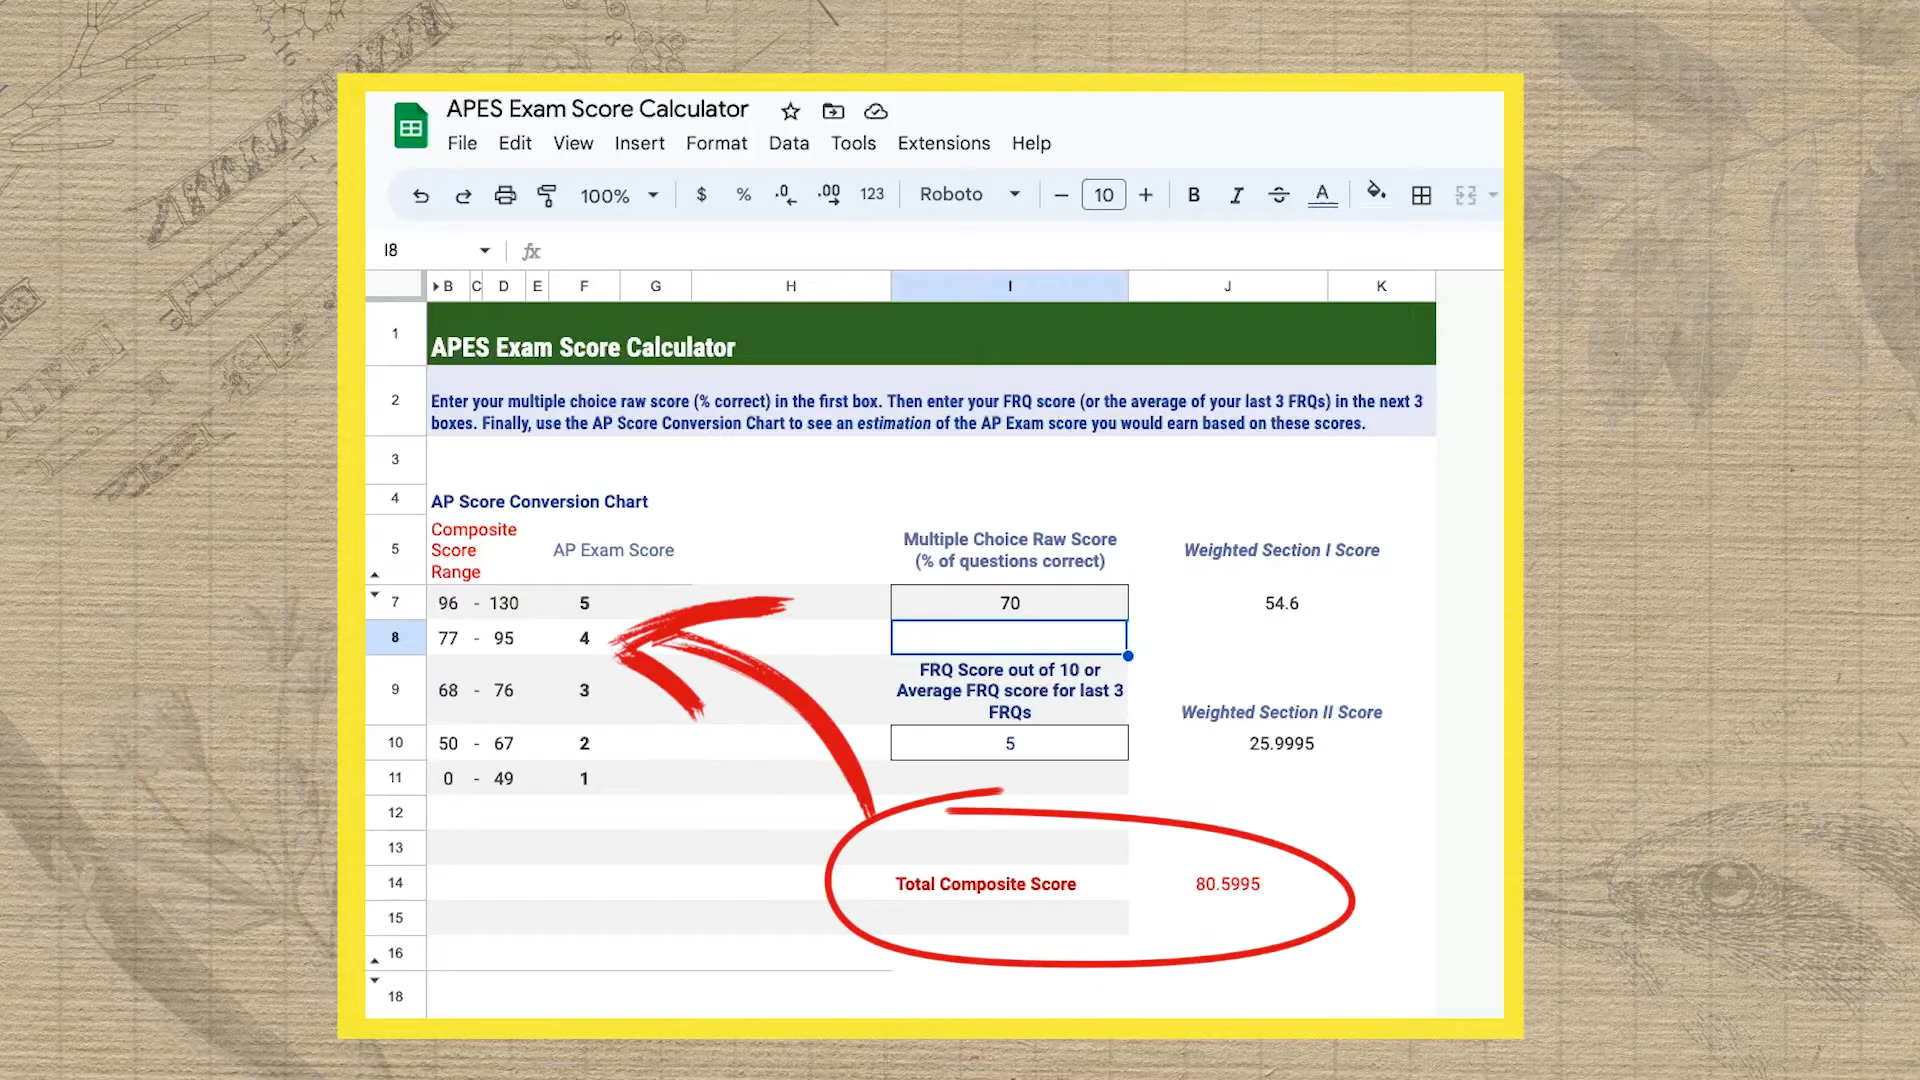 APES Exam Score Calculator
File Edit View Insert Format Data Tools Extensions Help
100% $ % .0 .00 123 Roboto 10 B I A
I8 fx
B C D E F G H I J K
1 APES Exam Score Calculator
2 Enter your multiple choice raw score (% correct) in the first box. Then enter your FRQ score (or the average of your last 3 FRQs) in the next 3
boxes. Finally, use the AP Score Conversion Chart to see an estimation of the AP Exam score you would earn based on these scores.
3
4 AP Score Conversion Chart
5 Composite
Score
Range
AP Exam Score
Multiple Choice Raw Score
(% of questions correct)
Weighted Section I Score
7 96 - 130 5 70 54.6
8 77 - 95 4
9 68 - 76 3
FRQ Score out of 10 or
Average FRQ score for last 3
FRQs
Weighted Section II Score
10 50 - 67 2 5 25.9995
11 0 - 49 1
12
13
14 Total Composite Score 80.5995
15
16
18